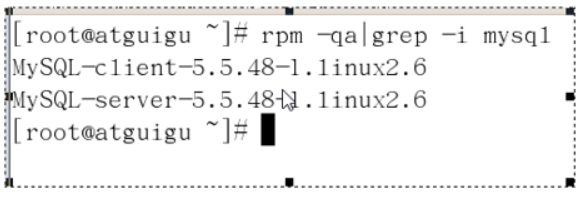 [root@atguigu ~]# rpm -qa|grep -i mysql
MySQL-client-5.5.48-1.linux2.6
MySQL-server-5.5.48-1.linux2.6
[root@atguigu ~]#